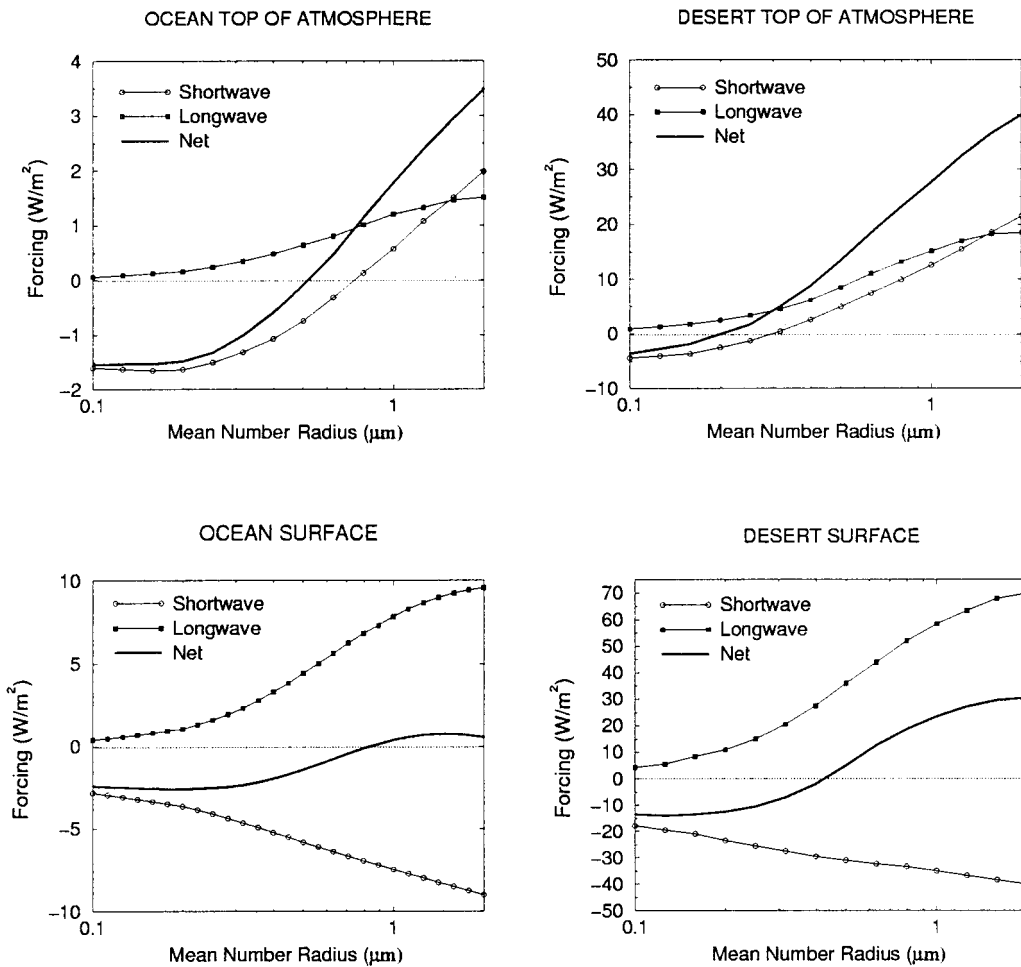 OCEAN TOP OF ATMOSPHERE
4
3
2
1
0
−1
−2
Forcing (W/m²)
Shortwave
Longwave
Net
0.1
1
Mean Number Radius (μm)
DESERT TOP OF ATMOSPHERE
50
40
30
20
10
0
−10
Forcing (W/m²)
Shortwave
Longwave
Net
0.1
1
Mean Number Radius (μm)
OCEAN SURFACE
10
5
0
−5
−10
Forcing (W/m²)
Shortwave
Longwave
Net
0.1
1
Mean Number Radius (μm)
DESERT SURFACE
70
60
50
40
30
20
10
0
−10
−20
−30
−40
−50
Forcing (W/m²)
Shortwave
Longwave
Net
0.1
1
Mean Number Radius (μm)